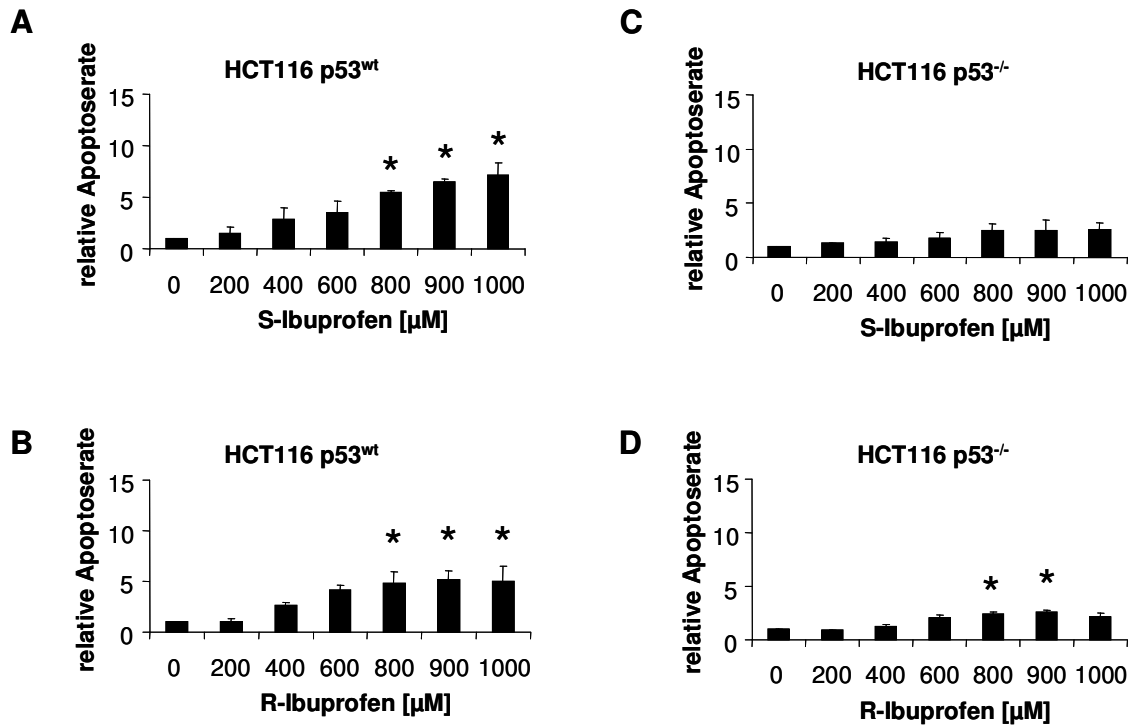 A
HCT116 p53wt
relative Apoptoserate
15
10
5
0
0 200 400 600 800 900 1000
* * *
S-Ibuprofen [µM]
C
HCT116 p53-/-
relative Apoptoserate
15
10
5
0
0 200 400 600 800 900 1000
S-Ibuprofen [µM]
B
HCT116 p53wt
relative Apoptoserate
15
10
5
0
* * *
0 200 400 600 800 900 1000
R-Ibuprofen [µM]
D
HCT116 p53-/-
relative Apoptoserate
15
10
5
0
* *
0 200 400 600 800 900 1000
R-Ibuprofen [µM]